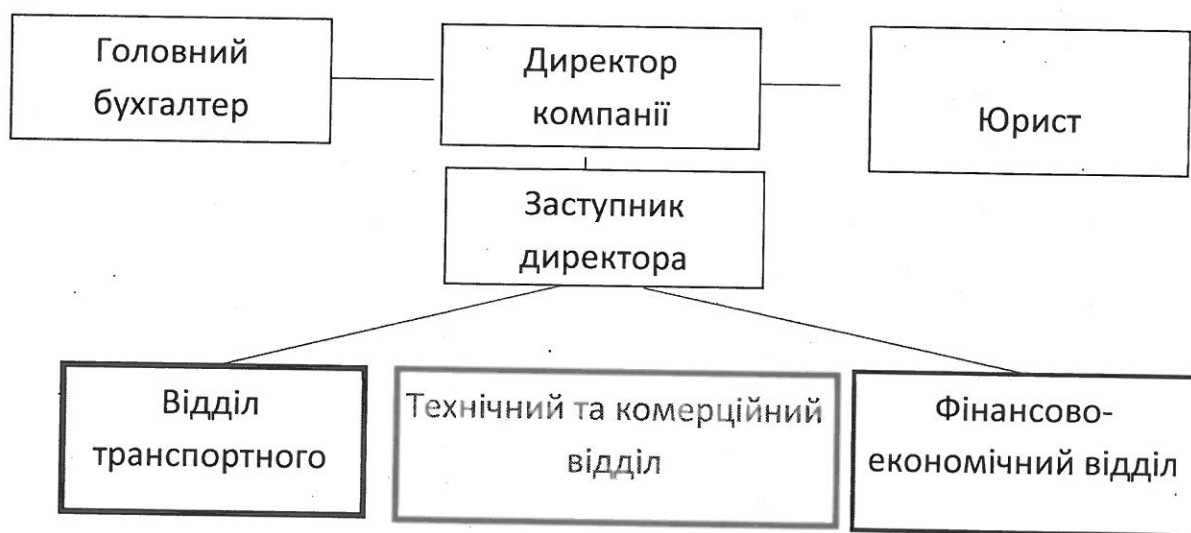 Головний
бухгалтер
Директор
компанії
Юрист
Заступник
директора
Відділ
транспортного
Технічний та комерційний
відділ
Фінансово-
економічний відділ